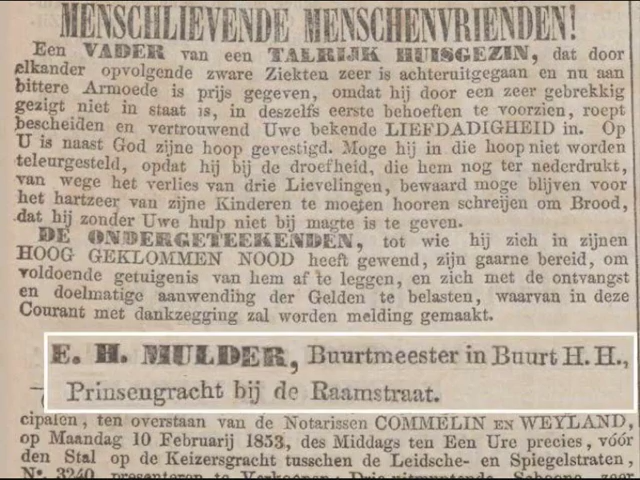 MENSCHLIEVENDE MENSCHENVRIENDEN!
Een VADER van een TALRIJK HUISGEZIN, dat door
elkander opvolgende zware Ziekten zeer is achteruitgegaan en nu aan
bittere Armoede is prijs gegeven, omdat hij door een zeer gebrekkig
gezigt niet in staat is, in deszelfs eerste behoeften te voorzien, roept
bescheiden en vertrouwend Uwe bekende LIEFDADIGHEID in. Op
U is naast God zijne hoop gevestigd. Moge hij in die hoop niet worden
teleurgesteld, opdat hij bij de droefheid, die hem nog ter nederdrukt,
van wege het verlies van drie Lievelingen, bewaard moge blijven voor
het hartzeer van zijne Kinderen te moeten hooren schreijen om Brood,
dat hij zonder Uwe hulp niet bij magte is te geven.
DE ONDERGETEEKENDEN, tot wie hij zich in zijnen
HOOG GEKLOMMEN NOOD heeft gewend, zijn gaarne bereid, om
voldoende getuigenis van hem af te leggen, en zich met de ontvangst
en doelmatige aanwending der Gelden te belasten, waarvan in deze
Courant met dankzegging zal worden melding gemaakt.
E. H. MULDER, Buurtmeester in Buurt H. H.,
Prinsengracht bij de Raamstraat.
cipalen, ten overstaan van de Notarissen COMMELIN EN WEYLAND,
op Maandag 10 Februarij 1853, des Middags ten Een Ure precies, vóór
den Stal op de Keizersgracht tusschen de Leidsche- en Spiegelstraten,
N°. 3240 presenteren te Verkoopen: Drie uitmuntende Schoone zeer